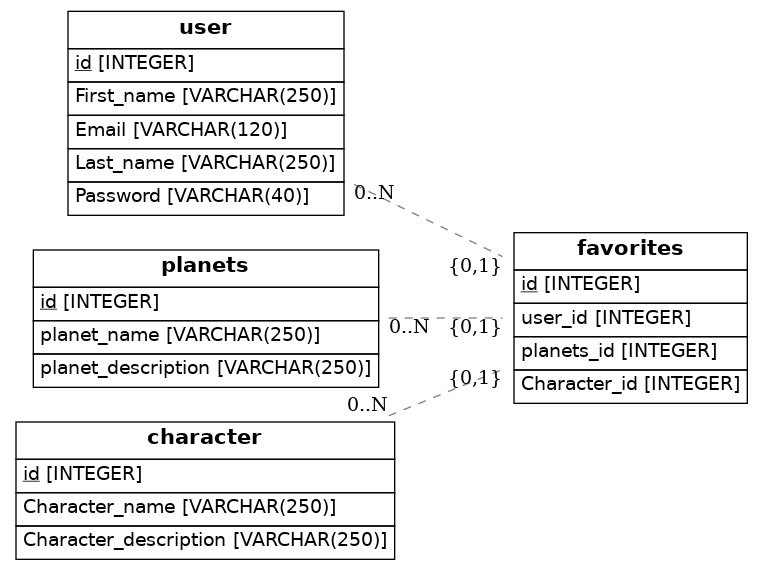 user
id [INTEGER]
First_name [VARCHAR(250)]
Email [VARCHAR(120)]
Last_name [VARCHAR(250)]
Password [VARCHAR(40)]
0..N
{0,1}
planets
id [INTEGER]
planet_name [VARCHAR(250)]
planet_description [VARCHAR(250)]
0..N
{0,1}
favorites
id [INTEGER]
user_id [INTEGER]
planets_id [INTEGER]
Character_id [INTEGER]
{0,1}
0..N
character
id [INTEGER]
Character_name [VARCHAR(250)]
Character_description [VARCHAR(250)]